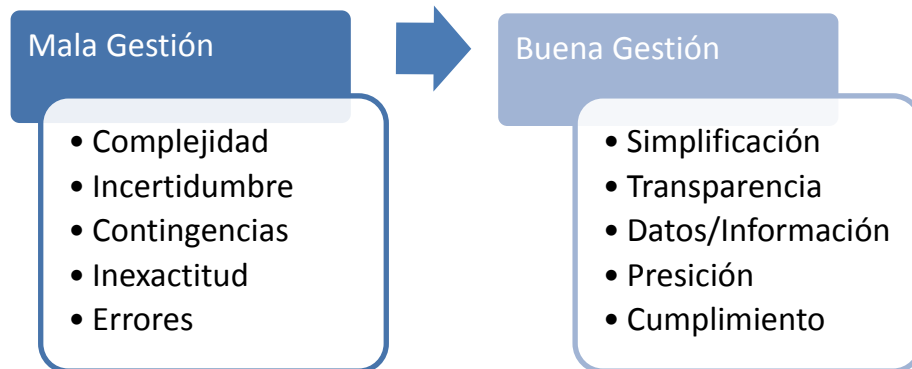 Mala Gestión
• Complejidad
• Incertidumbre
• Contingencias
• Inexactitud
• Errores
Buena Gestión
• Simplificación
• Transparencia
• Datos/Información
• Presición
• Cumplimiento